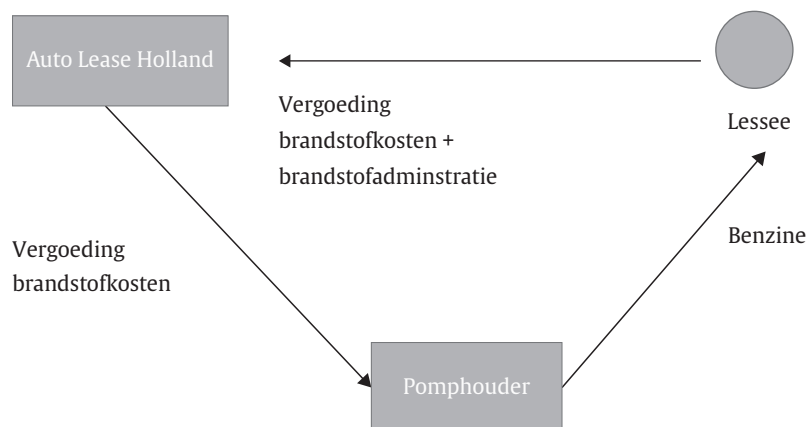 Auto Lease Holland
Vergoeding
brandstofkosten +
brandstofadminstratie
Lessee
Benzine
Vergoeding
brandstofkosten
Pomphouder